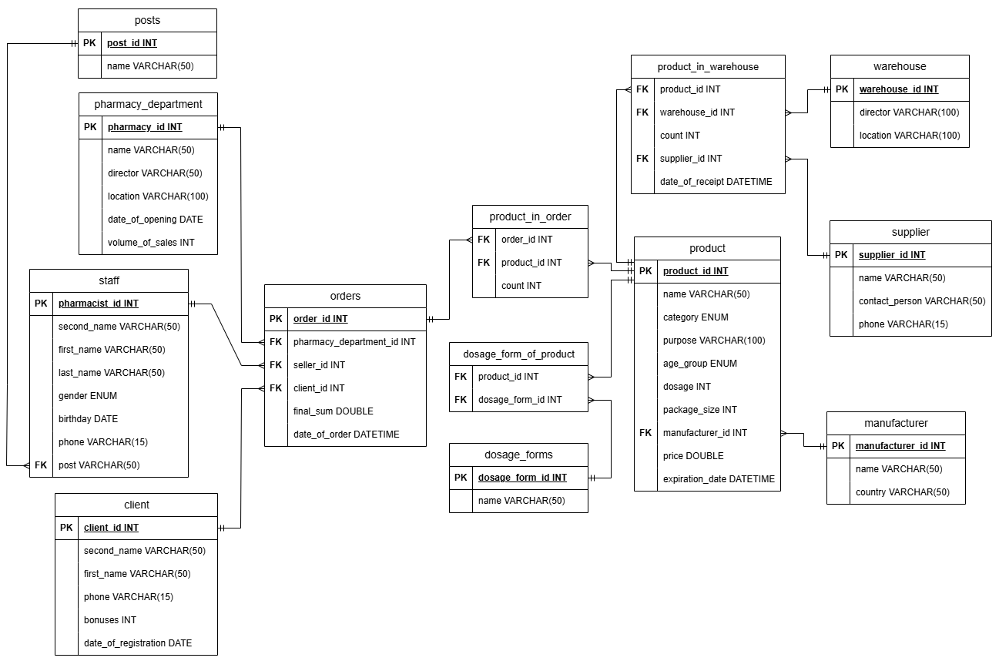 posts
PK post_id INT
name VARCHAR(50)
pharmacy_department
PK pharmacy_id INT
name VARCHAR(50)
director VARCHAR(50)
location VARCHAR(100)
date_of_opening DATE
volume_of_sales INT
staff
PK pharmacist_id INT
second_name VARCHAR(50)
first_name VARCHAR(50)
last_name VARCHAR(50)
gender ENUM
birthday DATE
phone VARCHAR(15)
FK post VARCHAR(50)
client
PK client_id INT
second_name VARCHAR(50)
first_name VARCHAR(50)
phone VARCHAR(15)
bonuses INT
date_of_registration DATE
orders
PK order_id INT
FK pharmacy_department_id INT
FK seller_id INT
FK client_id INT
final_sum DOUBLE
date_of_order DATETIME
product_in_order
FK order_id INT
FK product_id INT
count INT
dosage_form_of_product
FK product_id INT
FK dosage_form_id INT
dosage_forms
PK dosage_form_id INT
name VARCHAR(50)
product_in_warehouse
FK product_id INT
FK warehouse_id INT
count INT
FK supplier_id INT
date_of_receipt DATETIME
product
PK product_id INT
name VARCHAR(50)
category ENUM
purpose VARCHAR(100)
age_group ENUM
dosage INT
package_size INT
FK manufacturer_id INT
price DOUBLE
expiration_date DATETIME
warehouse
PK warehouse_id INT
director VARCHAR(100)
location VARCHAR(100)
supplier
PK supplier_id INT
name VARCHAR(50)
contact_person VARCHAR(50)
phone VARCHAR(15)
manufacturer
PK manufacturer_id INT
name VARCHAR(50)
country VARCHAR(50)